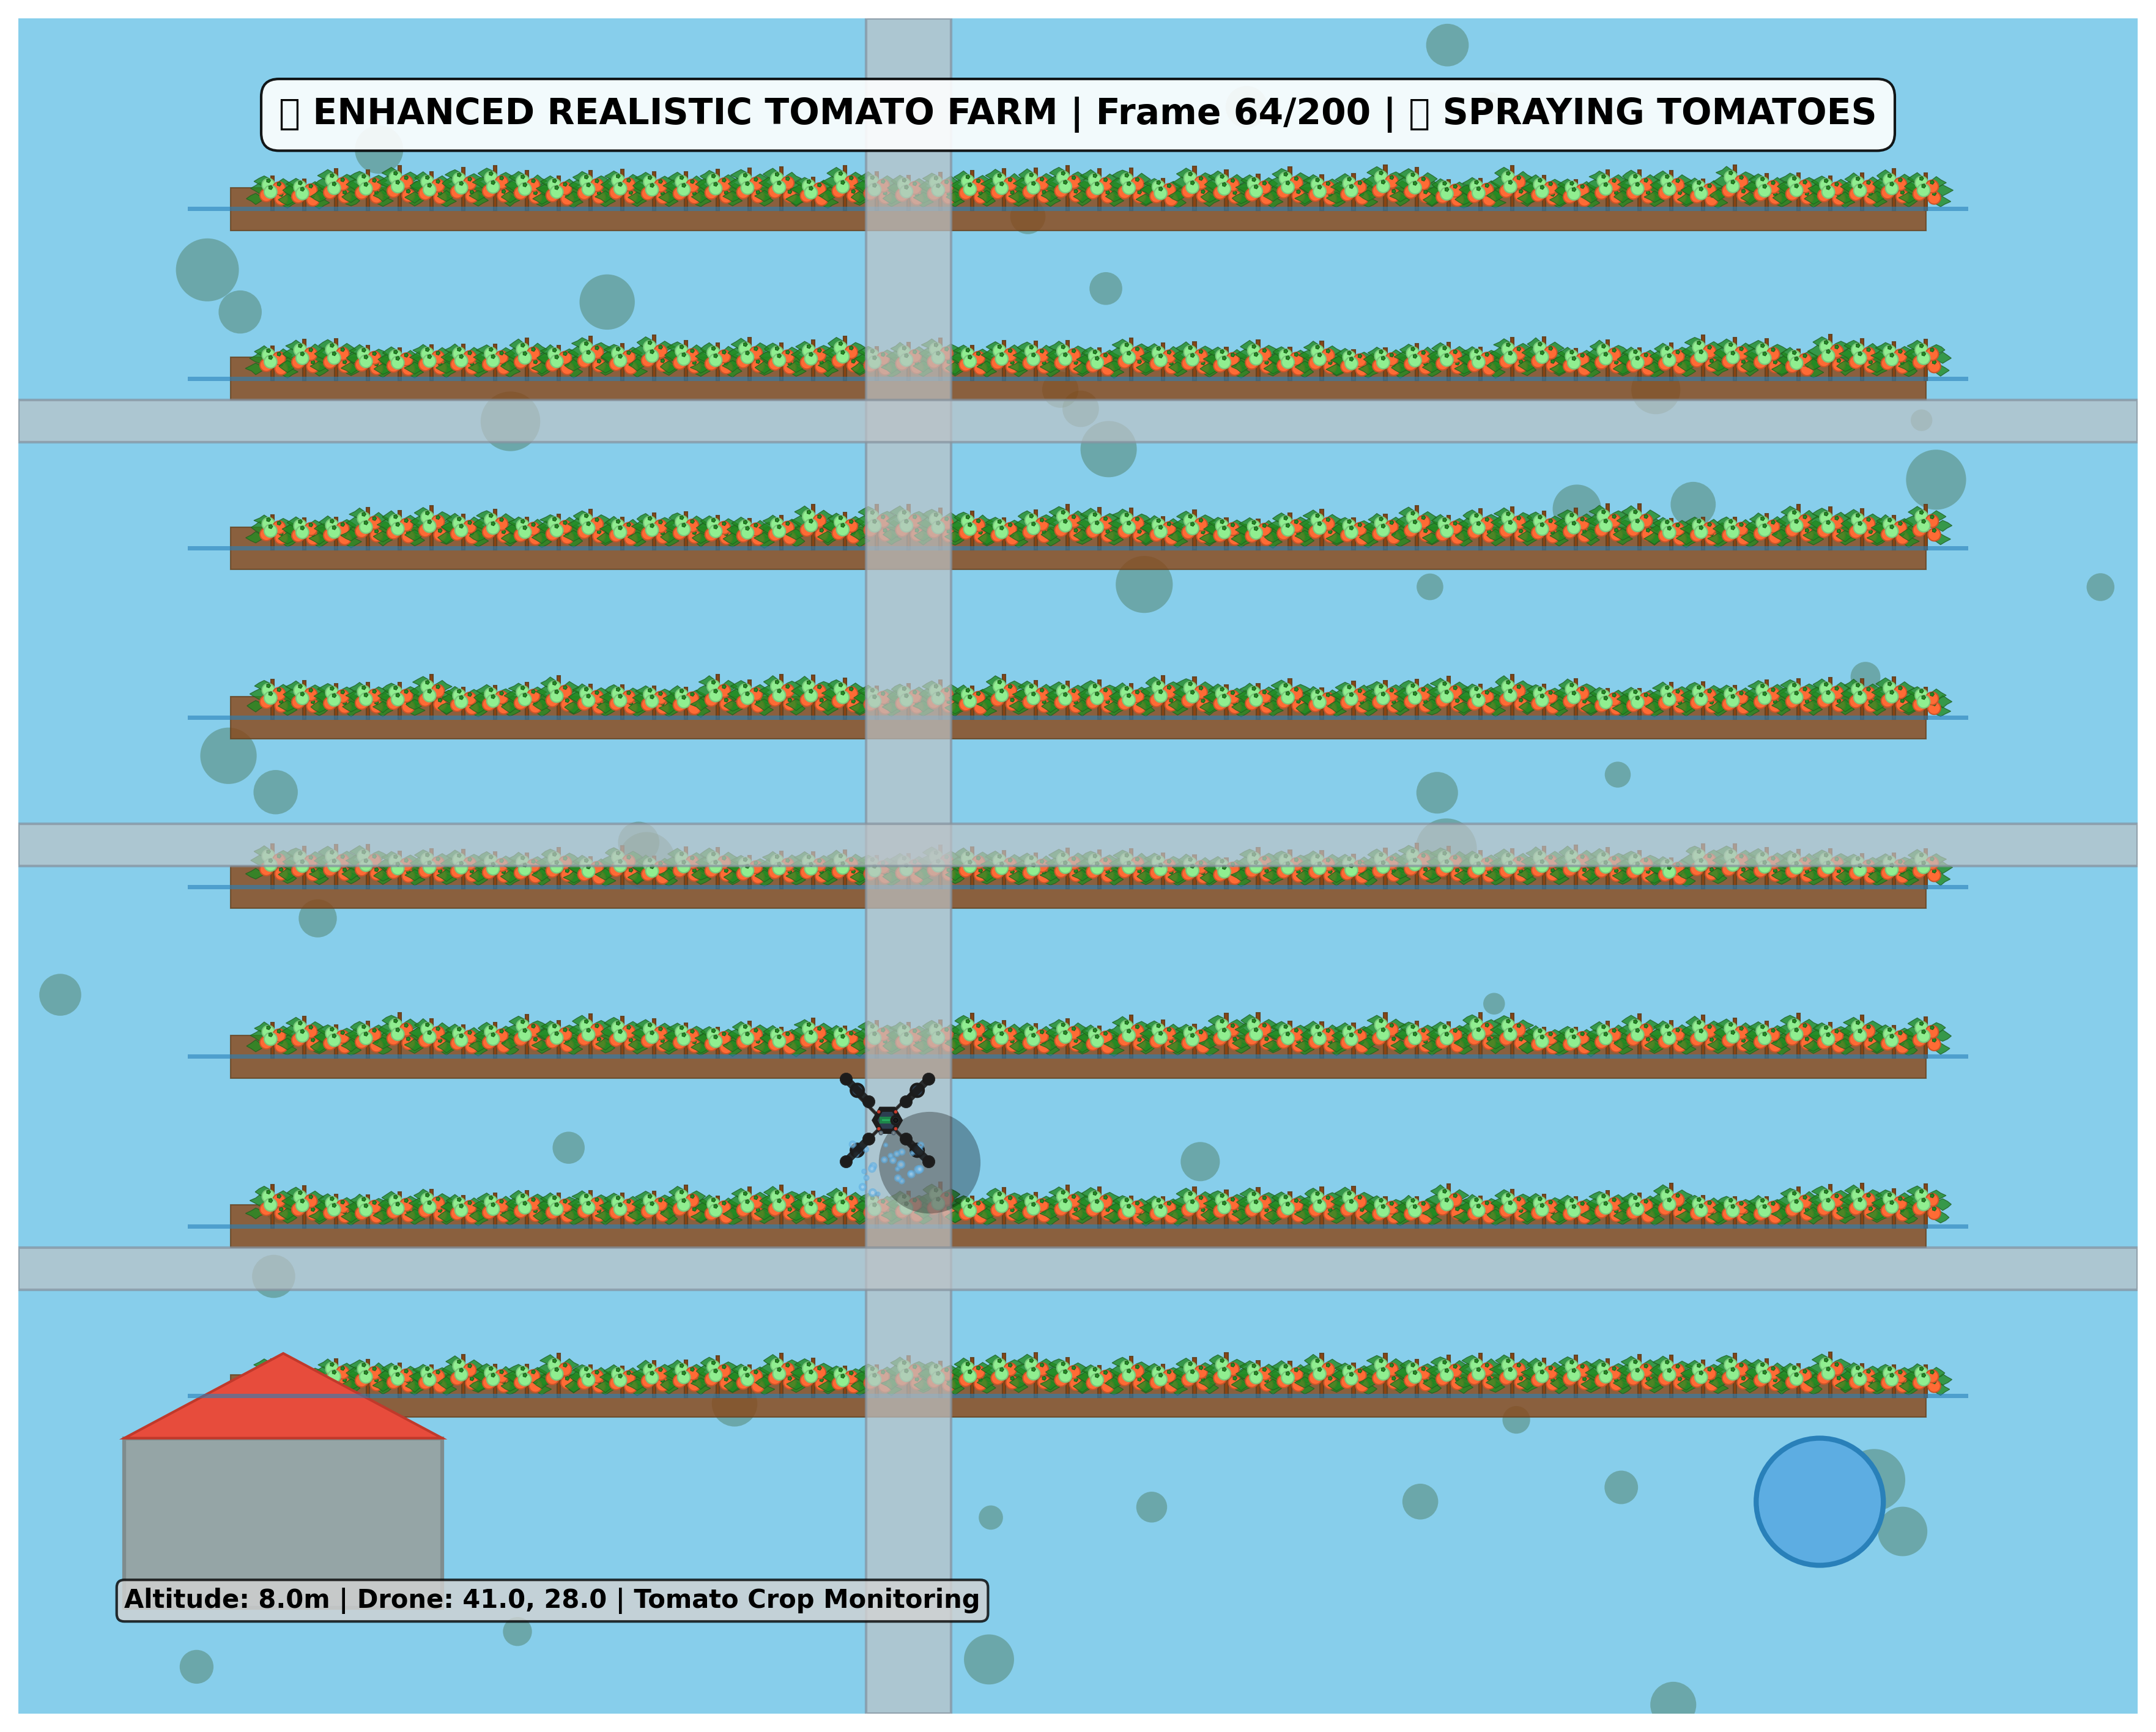 ▯ ENHANCED REALISTIC TOMATO FARM | Frame 64/200 | ▯ SPRAYING TOMATOES
Altitude: 8.0m | Drone: 41.0, 28.0 | Tomato Crop Monitoring